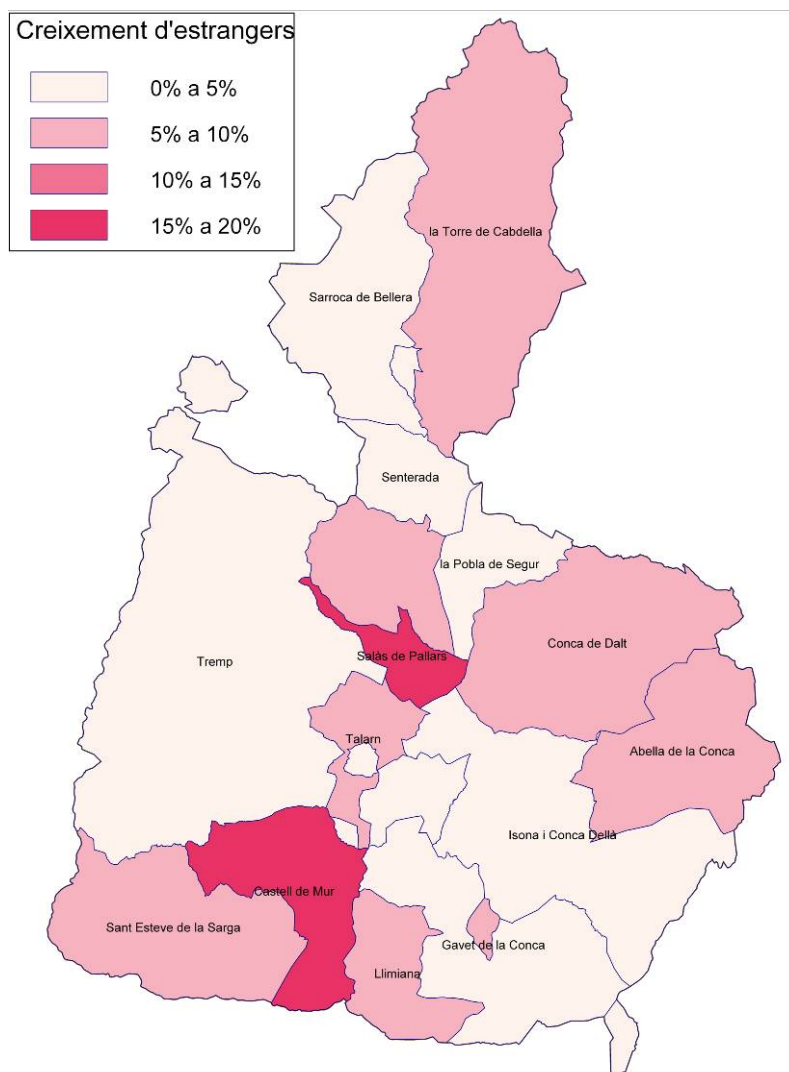 Creixement d'estrangers
0% a 5%
5% a 10%
10% a 15%
15% a 20%
la Torre de Cabdella
Sarroca de Bellera
Senterada
la Pobla de Segur
Conca de Dalt
Salàs de Pallars
Tremp
Talarn
Abella de la Conca
Isona i Conca Dellà
Castell de Mur
Sant Esteve de la Sarga
Gavet de la Conca
Llimiana